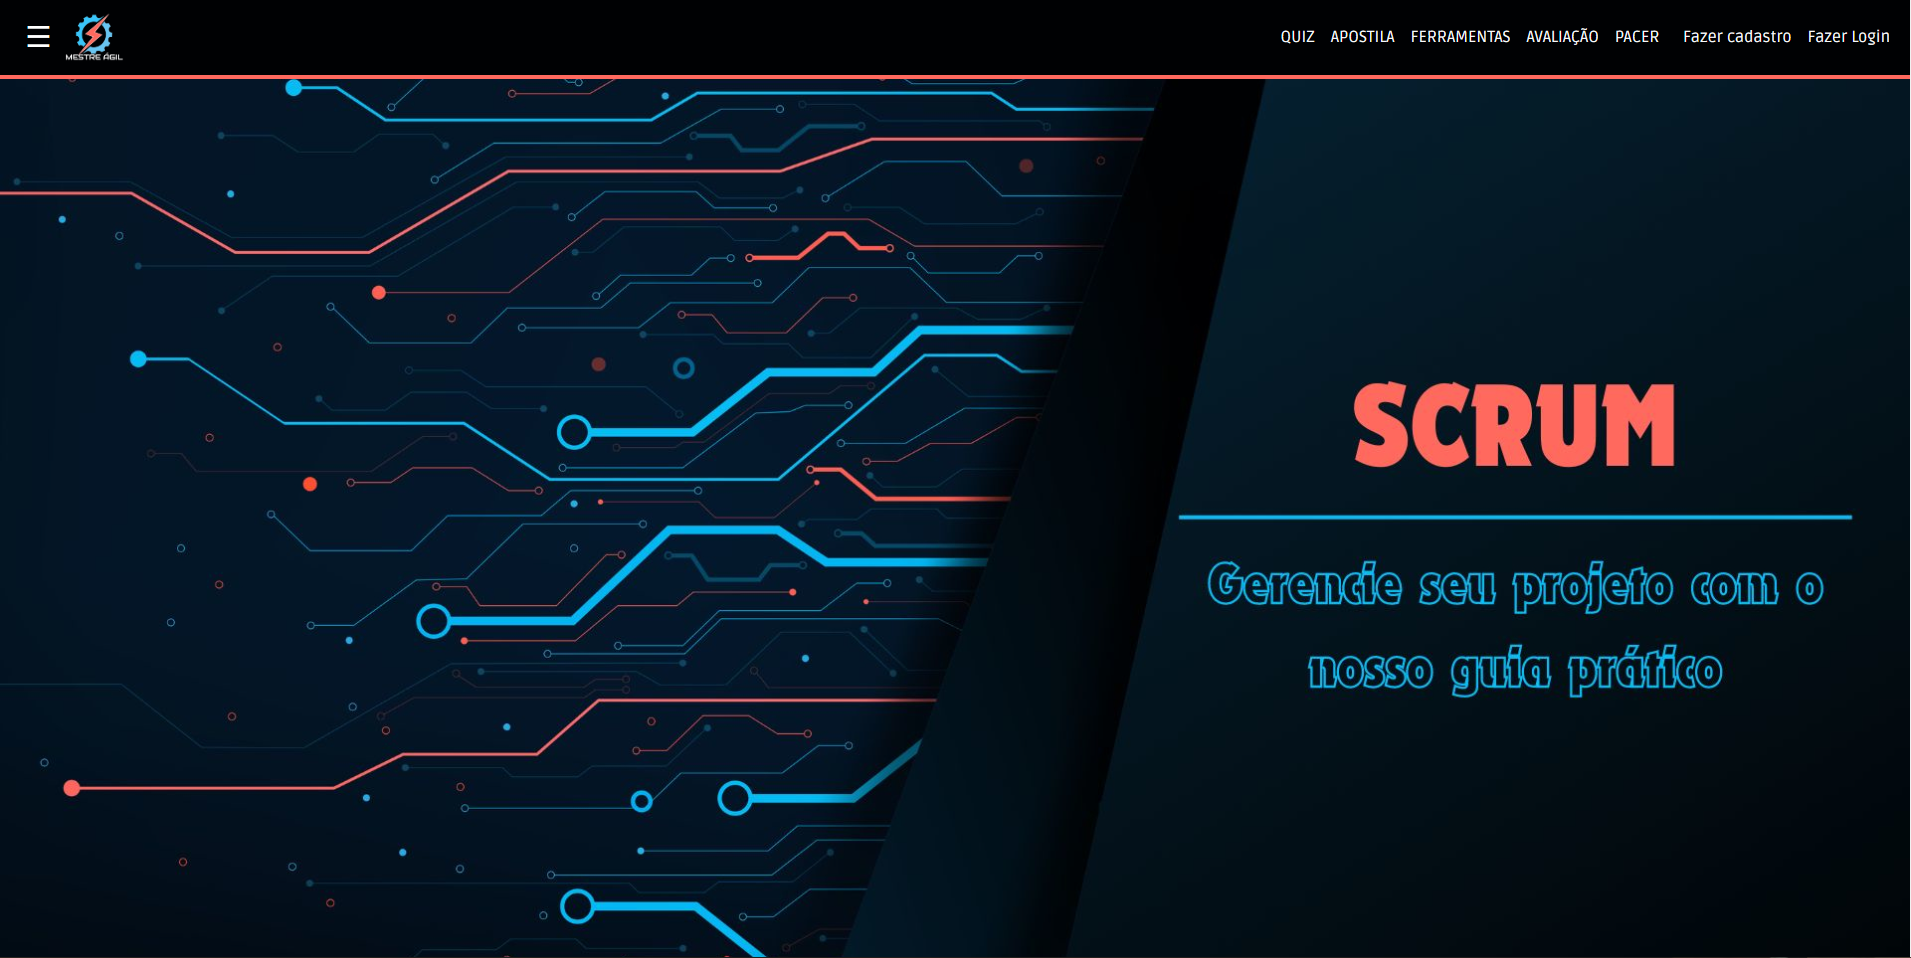 MESTRE ÁGIL
QUIZ APOSTILA FERRAMENTAS AVALIAÇÃO PACER Fazer cadastro Fazer Login
SCRUM
Gerencie seu projeto com o
nosso guia prático